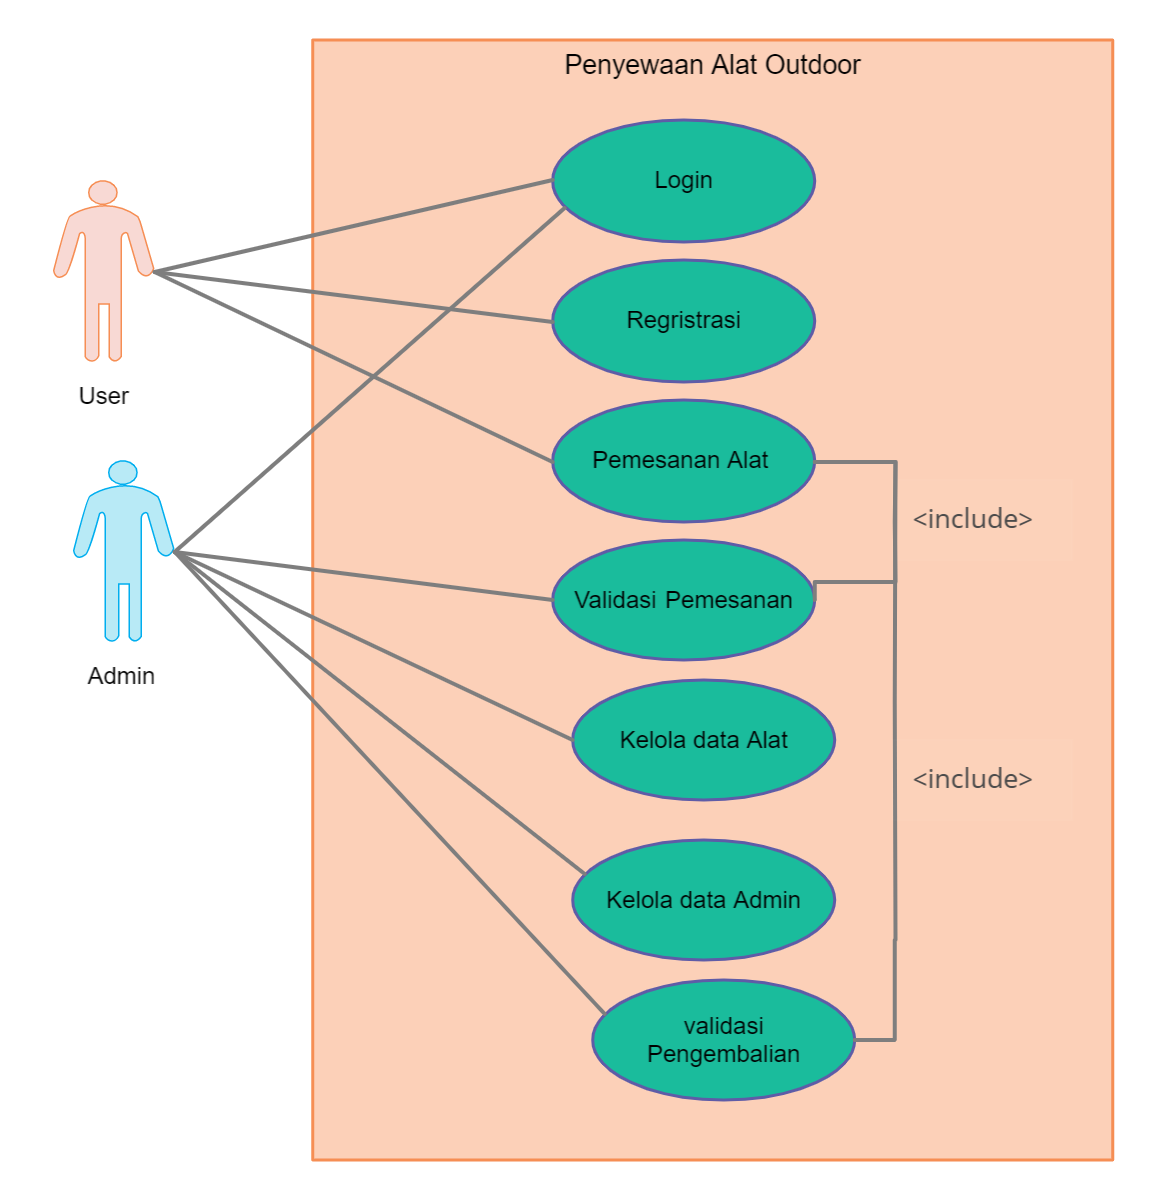 Penyewaan Alat Outdoor
Login
Regristrasi
User
Pemesanan Alat
<include>
Validasi Pemesanan
Admin
Kelola data Alat
<include>
Kelola data Admin
validasi
Pengembalian